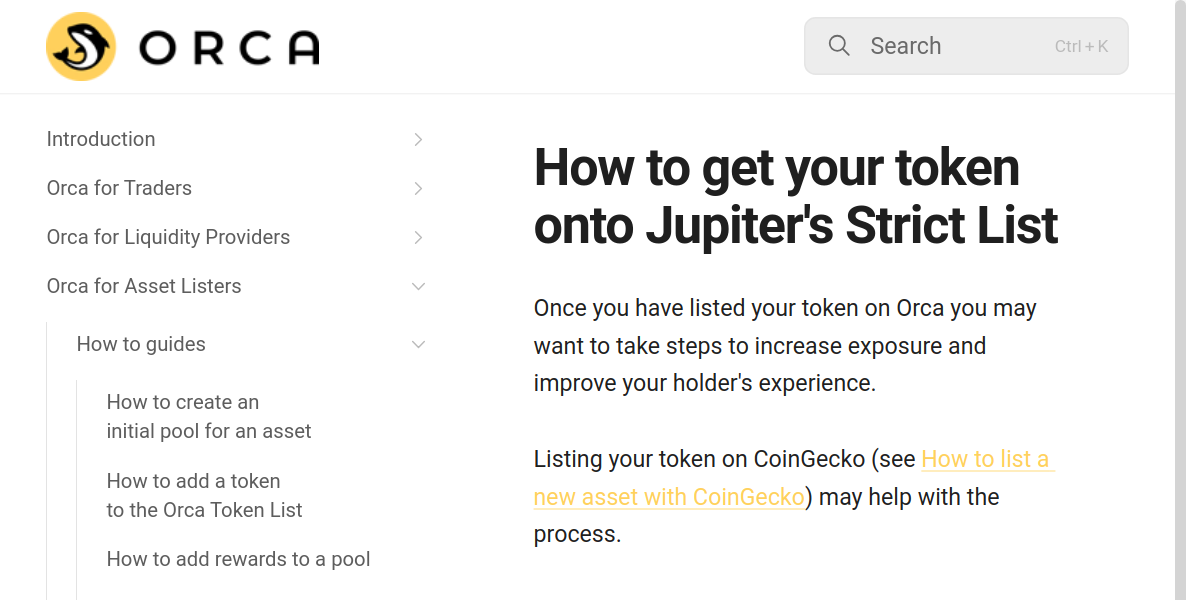 ORCA
Search
Ctrl + K
Introduction
Orca for Traders
Orca for Liquidity Providers
Orca for Asset Listers
How to guides
How to create an
initial pool for an asset
How to add a token
to the Orca Token List
How to add rewards to a pool
How to get your token
onto Jupiter's Strict List
Once you have listed your token on Orca you may
want to take steps to increase exposure and
improve your holder's experience.
Listing your token on CoinGecko (see How to list a
new asset with CoinGecko) may help with the
process.